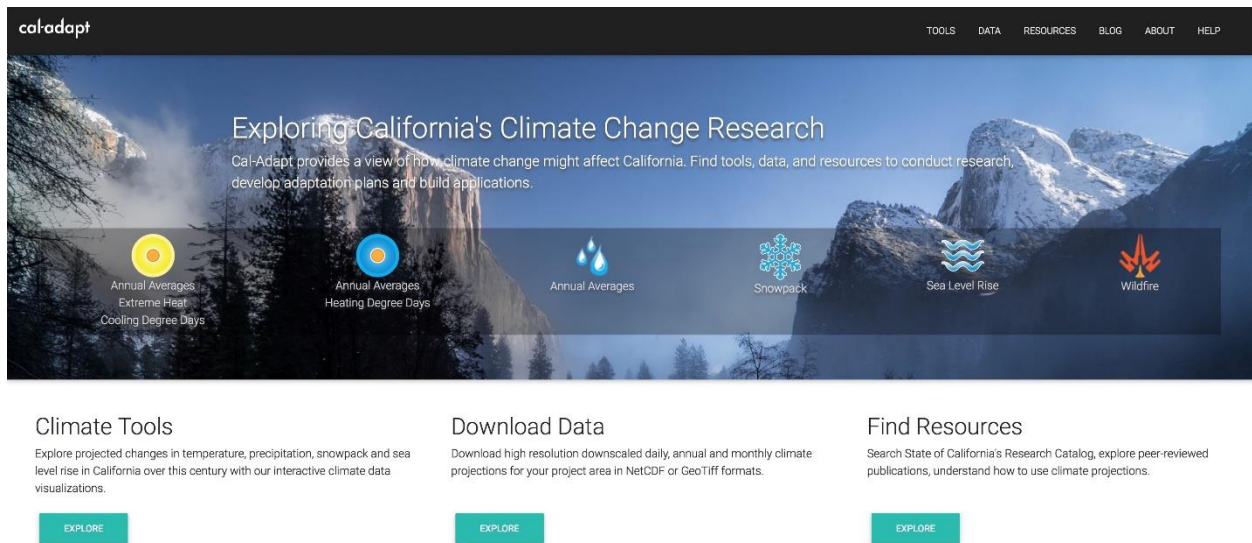 cal-adapt
TOOLS DATA RESOURCES BLOG ABOUT HELP
Exploring California's Climate Change Research
Cal-Adapt provides a view of how climate change might affect California. Find tools, data, and resources to conduct research,
develop adaptation plans and build applications.
Annual Averages
Extreme Heat
Cooling Degree Days
Annual Averages
Heating Degree Days
Annual Averages
Snowpack
Sea Level Rise
Wildfire
Climate Tools
Explore projected changes in temperature, precipitation, snowpack and sea
level rise in California over this century with our interactive climate data
visualizations.
EXPLORE
Download Data
Download high resolution downscaled daily, annual and monthly climate
projections for your project area in NetCDF or GeoTiff formats.
EXPLORE
Find Resources
Search State of California's Research Catalog, explore peer-reviewed
publications, understand how to use climate projections.
EXPLORE